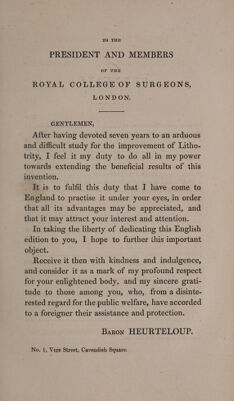 TO THE
PRESIDENT AND MEMBERS
OF THE
ROYAL COLLEGE OF SURGEONS,
LONDON.
GENTLEMEN,
After having devoted seven years to an arduous
and difficult study for the improvement of Litho-
trity, I feel it my duty to do all in my power
towards extending the beneficial results of this
invention.
It is to fulfil this duty that I have come to
England to practise it under your eyes, in order
that all its advantages may be appreciated, and
that it may attract your interest and attention.
In taking the liberty of dedicating this English
edition to you, I hope to further this important
object.
Receive it then with kindness and indulgence,
and consider it as a mark of my profound respect
for your enlightened body, and my sincere grati-
tude to those among you, who, from a disinte-
rested regard for the public welfare, have accorded
to a foreigner their assistance and protection.
BARON HEURTELOUP.
No. 1, Vere Street, Cavendish Square.